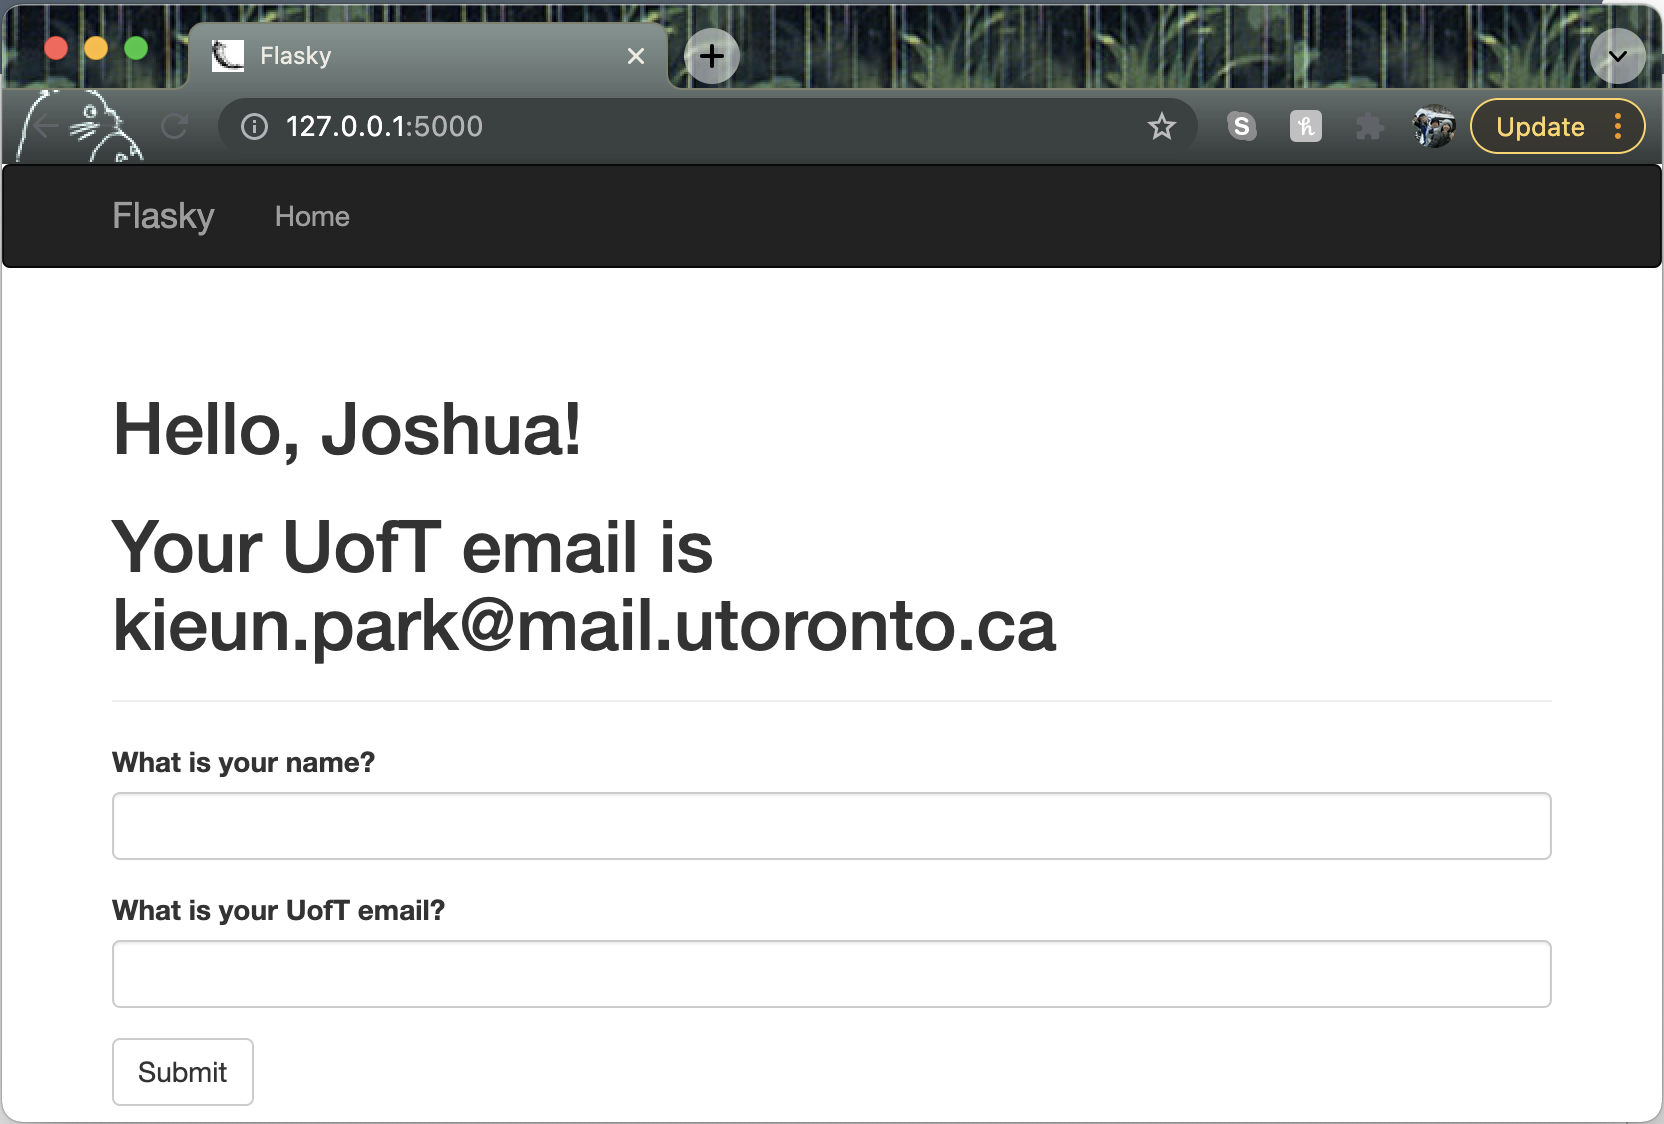 Flasky
127.0.0.1:5000
S
h
Update
Flasky
Home
Hello, Joshua!
Your UofT email is
kieun.park@mail.utoronto.ca
What is your name?
What is your UofT email?
Submit